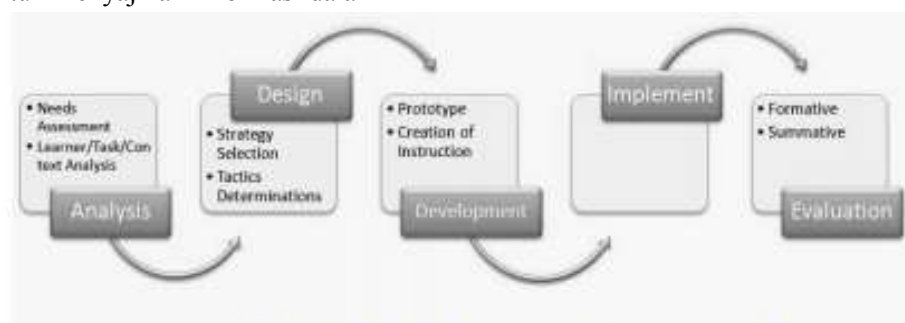 • Needs
Assessment
• Learner/Task/Con
text Analysis
Analysis
Design
• Strategy
Selection
• Tactics
Determinations
• Prototype
• Creation of
Instruction
Development
Implement
• Formative
• Summative
Evaluation